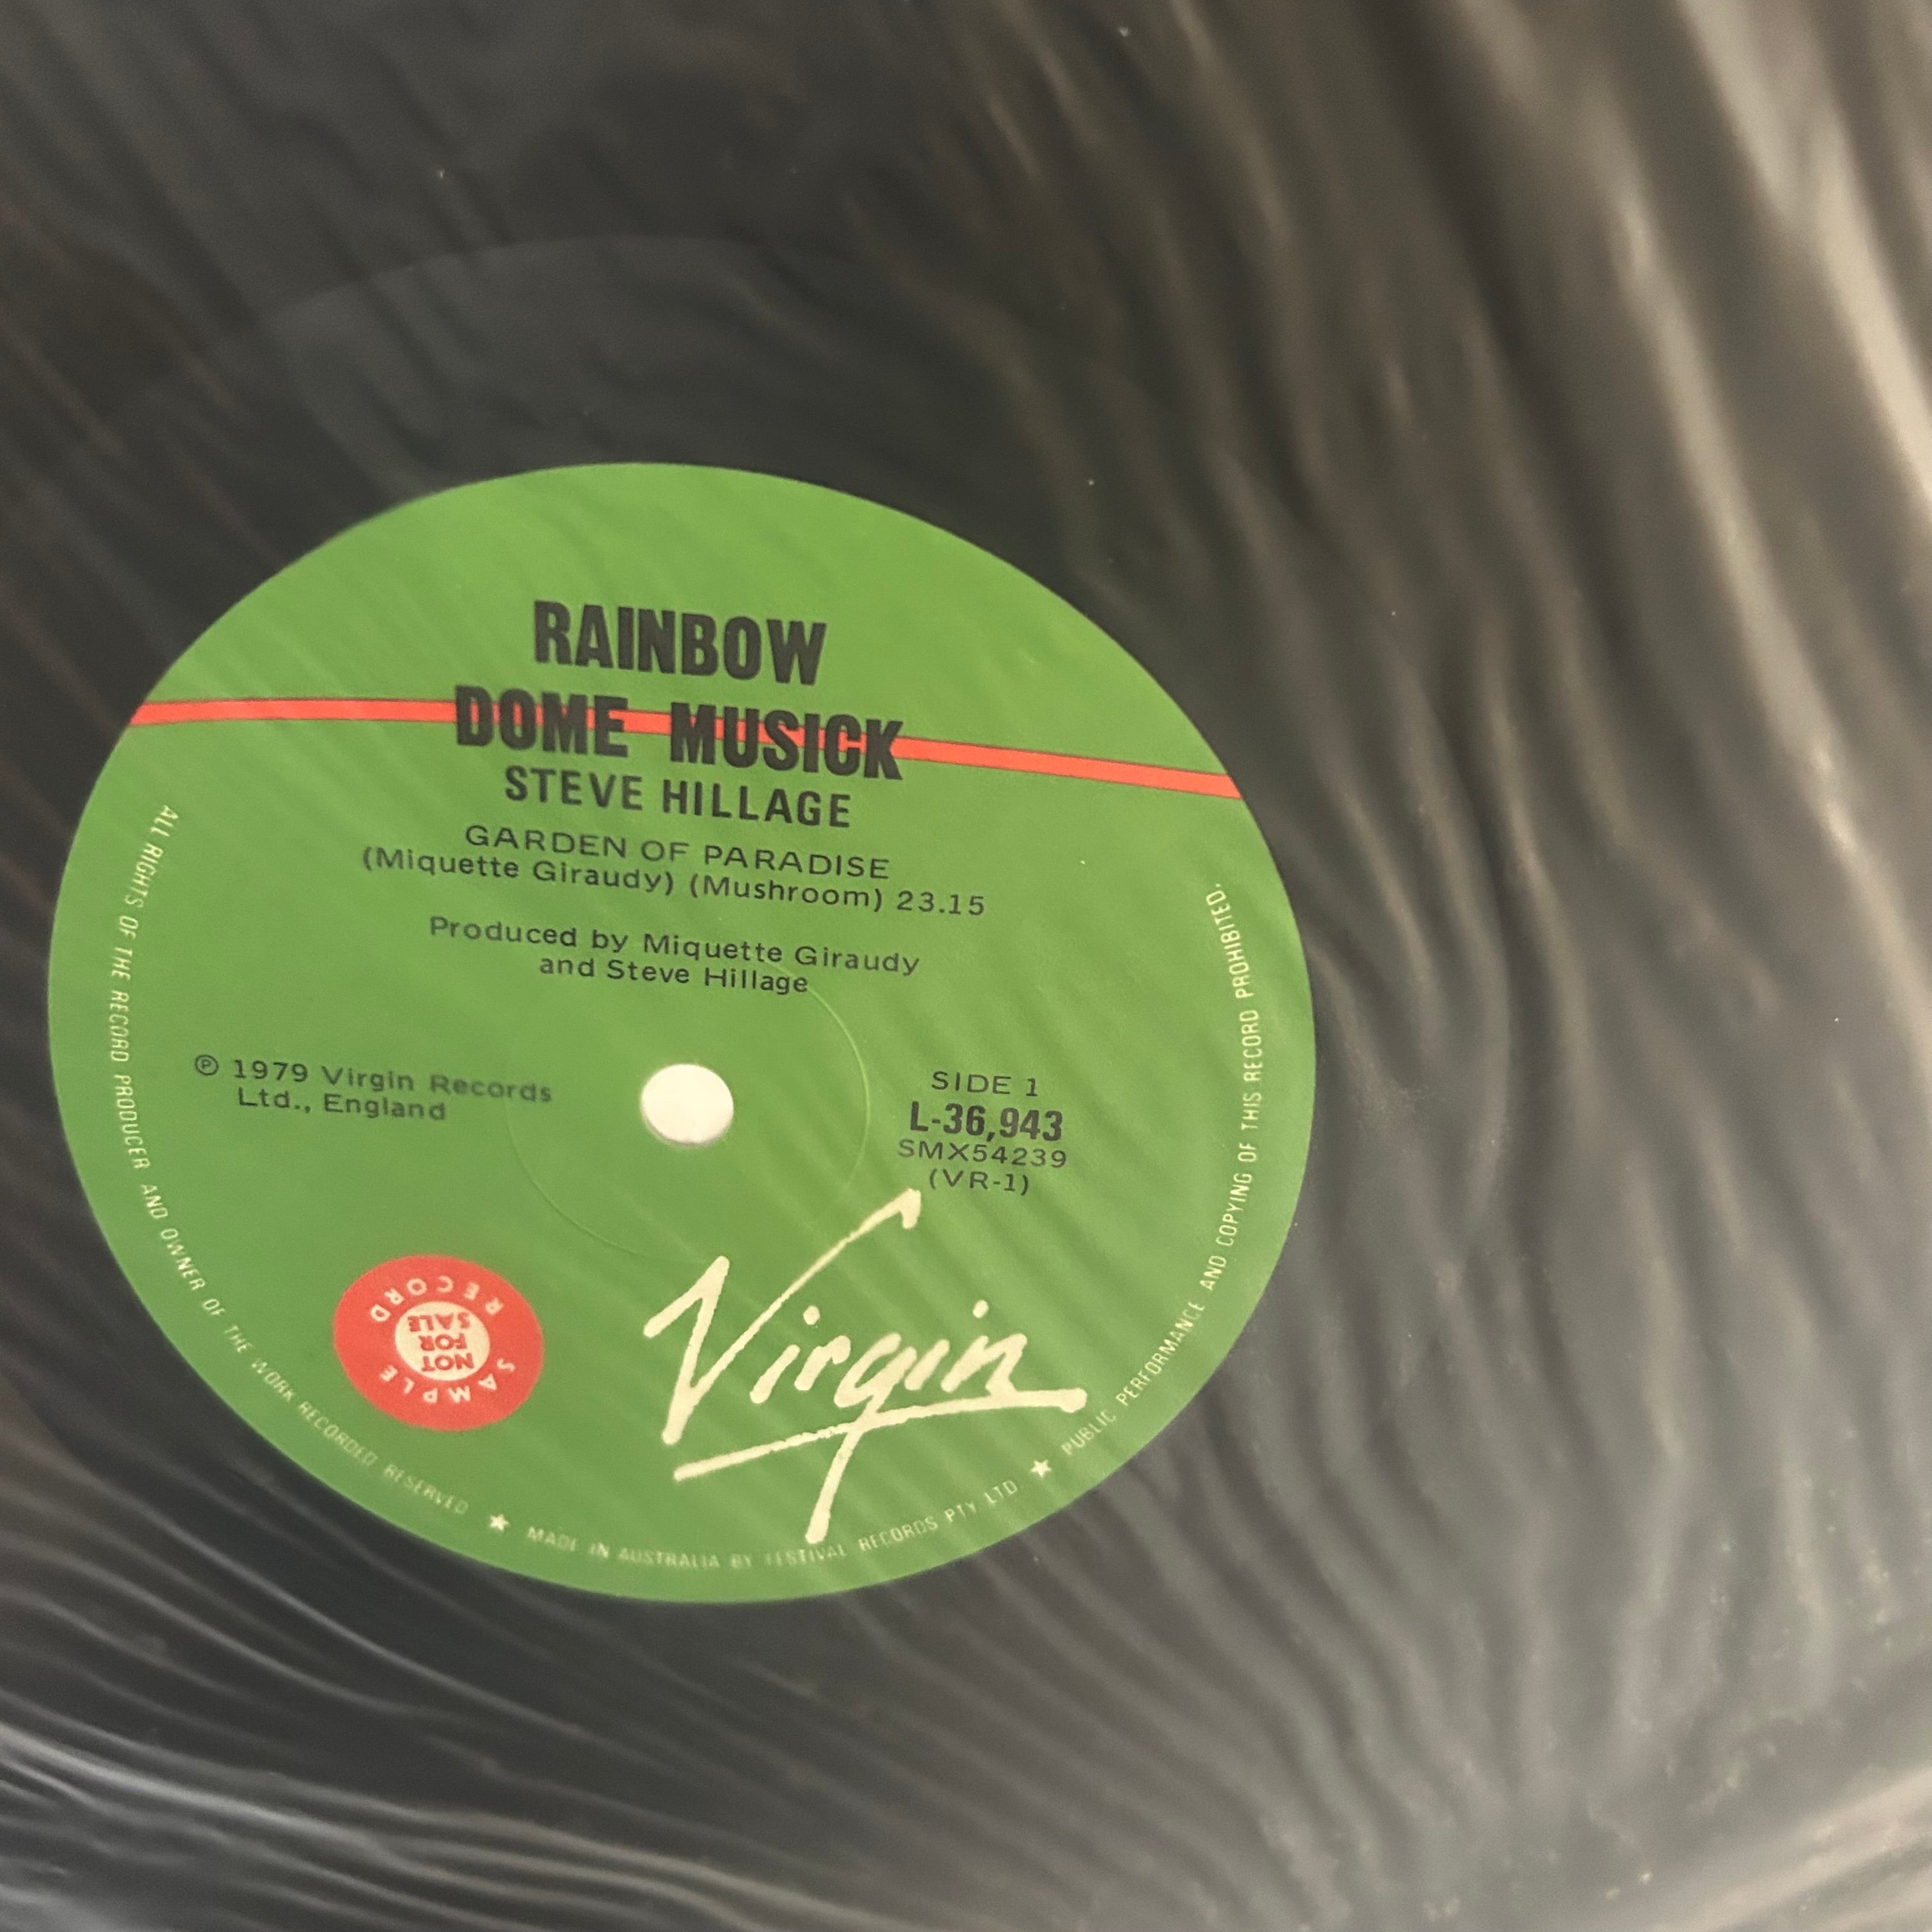 RAINBOW
DOME MUSICK
STEVE HILLAGE
GARDEN OF PARADISE
(Miquette Giraudy) (Mushroom) 23.15
Produced by Miquette Giraudy
and Steve Hillage
℗ 1979 Virgin Records
Ltd., England
SIDE 1
L-36,943
SMX54239
(VR-1)
Virgin
SAMPLE RECORD
NOT
FOR
SALE
ALL RIGHTS OF THE RECORD PRODUCER AND OWNER OF THE WORK RECORDED RESERVED ★ MADE IN AUSTRALIA BY FESTIVAL RECORDS PTY LTD ★ PUBLIC PERFORMANCE AND COPYING OF THIS RECORD PROHIBITED.